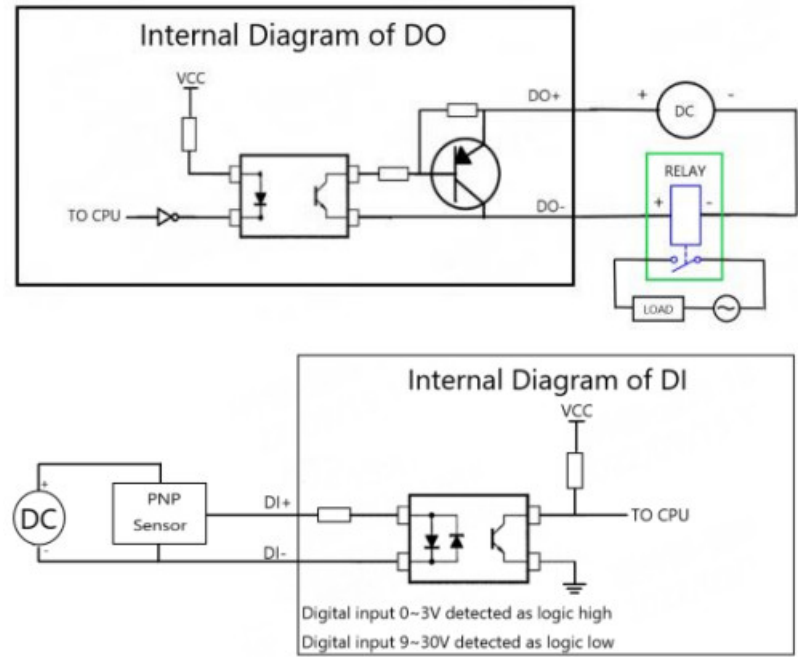 Internal Diagram of DO
VCC
DO+
+
-
DC
RELAY
+
-
TO CPU
DO-
LOAD
Internal Diagram of DI
VCC
+
DC
-
PNP
Sensor
DI+
TO CPU
DI-
Digital input 0~3V detected as logic high
Digital input 9~30V detected as logic low